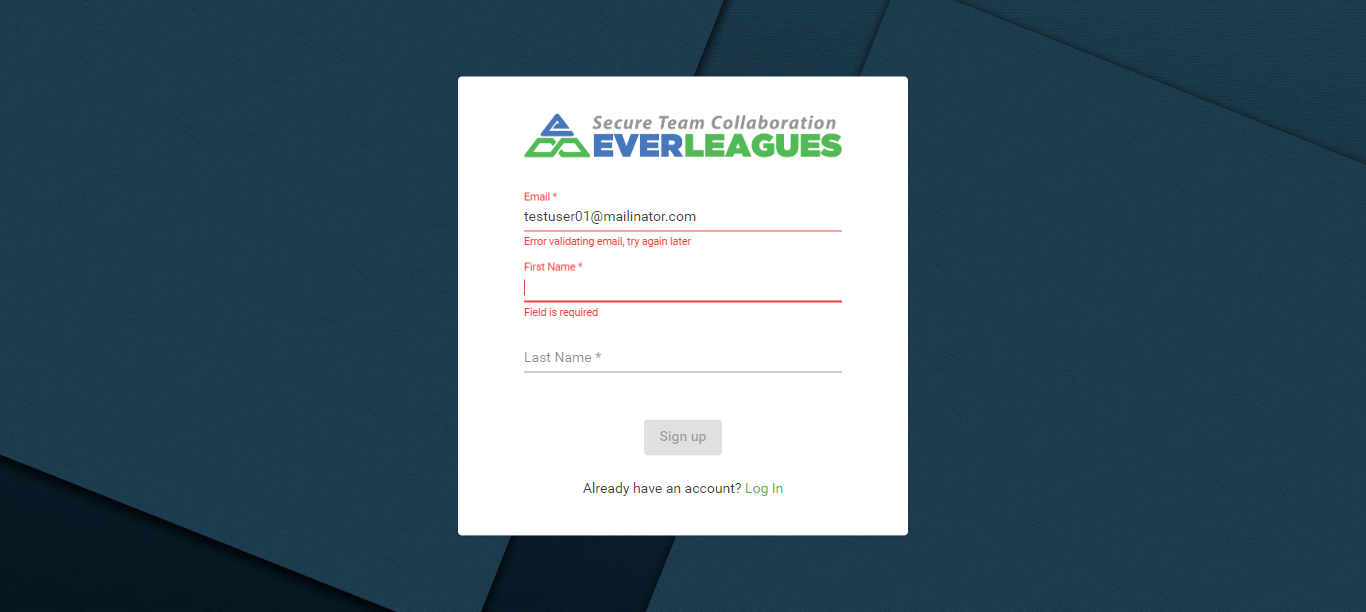 Secure Team Collaboration
EVERLEAGUES
Email *
testuser01@mailinator.com
Error validating email, try again later
First Name *
Field is required
Last Name *
Sign up
Already have an account? Log In